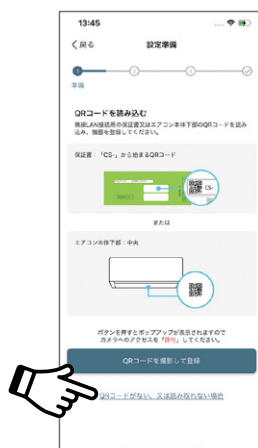 13:45
戻る
設定準備
1
準備
QRコードを読み込む
無線LAN接続用の保証書又はエアコン本体下部のQRコードを読み
込み、機器を登録してください。
保証書：「CS-」から始まるQRコード
CS-
または
エアコン本体下部：中央
ボタンを押すとポップアップが表示されますので
カメラへのアクセスを「許可」してください。
QRコードを撮影して登録
QRコードがない、又は読み取れない場合